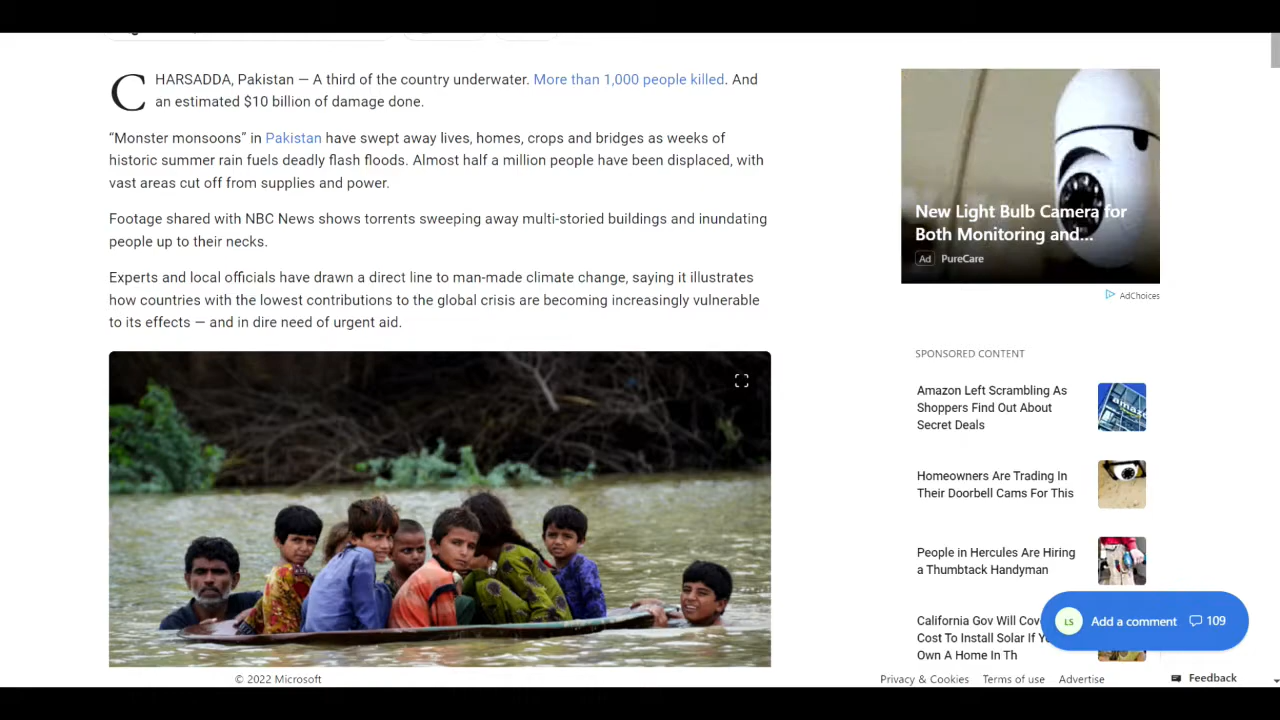 CHARSADDA, Pakistan — A third of the country underwater. More than 1,000 people killed. And
an estimated $10 billion of damage done.
“Monster monsoons” in Pakistan have swept away lives, homes, crops and bridges as weeks of
historic summer rain fuels deadly flash floods. Almost half a million people have been displaced, with
vast areas cut off from supplies and power.
Footage shared with NBC News shows torrents sweeping away multi-storied buildings and inundating
people up to their necks.
Experts and local officials have drawn a direct line to man-made climate change, saying it illustrates
how countries with the lowest contributions to the global crisis are becoming increasingly vulnerable
to its effects — and in dire need of urgent aid.
New Light Bulb Camera for
Both Monitoring and...
Ad PureCare
AdChoices
SPONSORED CONTENT
Amazon Left Scrambling As
Shoppers Find Out About
Secret Deals
amazon
Homeowners Are Trading In
Their Doorbell Cams For This
People in Hercules Are Hiring
a Thumbtack Handyman
California Gov Will
Cost To Install Solar If
Own A Home In Th
LS Add a comment 109
© 2022 Microsoft
Privacy & Cookies Terms of use Advertise Feedback